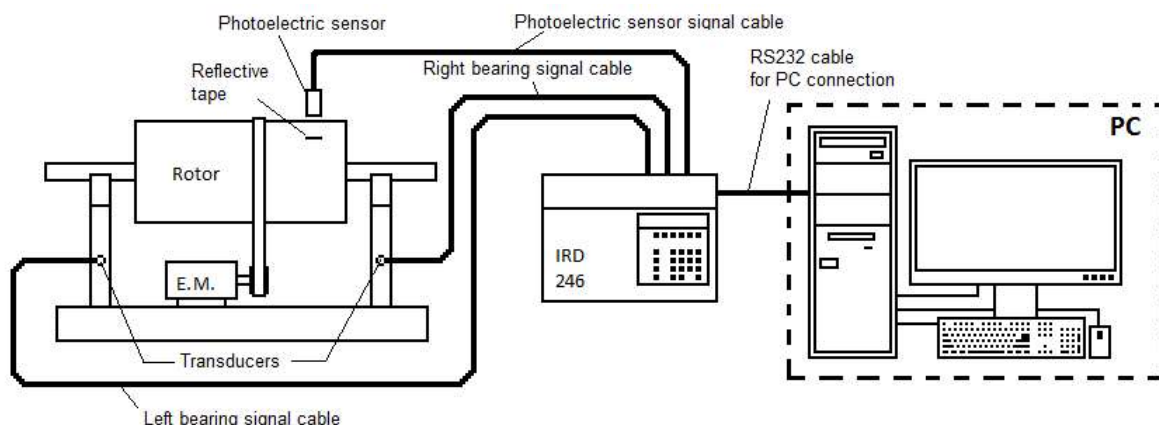 Photoelectric sensor
Photoelectric sensor signal cable
Reflective
tape
Right bearing signal cable
RS232 cable
for PC connection
PC
Rotor
IRD
246
E.M.
Transducers
Left bearing signal cable